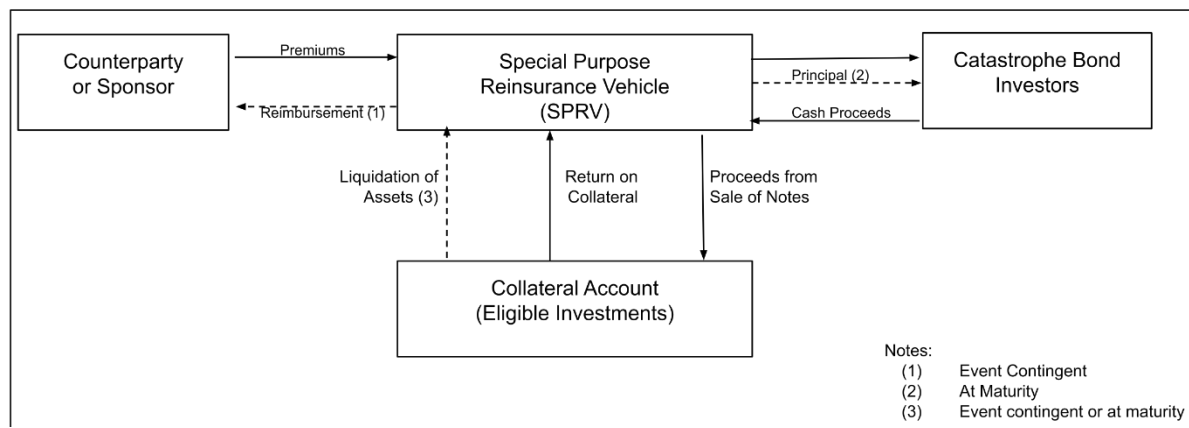 Counterparty
or Sponsor
Premiums
Reimbursement (1)
Special Purpose
Reinsurance Vehicle
(SPRV)
Principal (2)
Cash Proceeds
Catastrophe Bond
Investors
Liquidation of
Assets (3)
Return on
Collateral
Proceeds from
Sale of Notes
Collateral Account
(Eligible Investments)
Notes:
(1) Event Contingent
(2) At Maturity
(3) Event contingent or at maturity